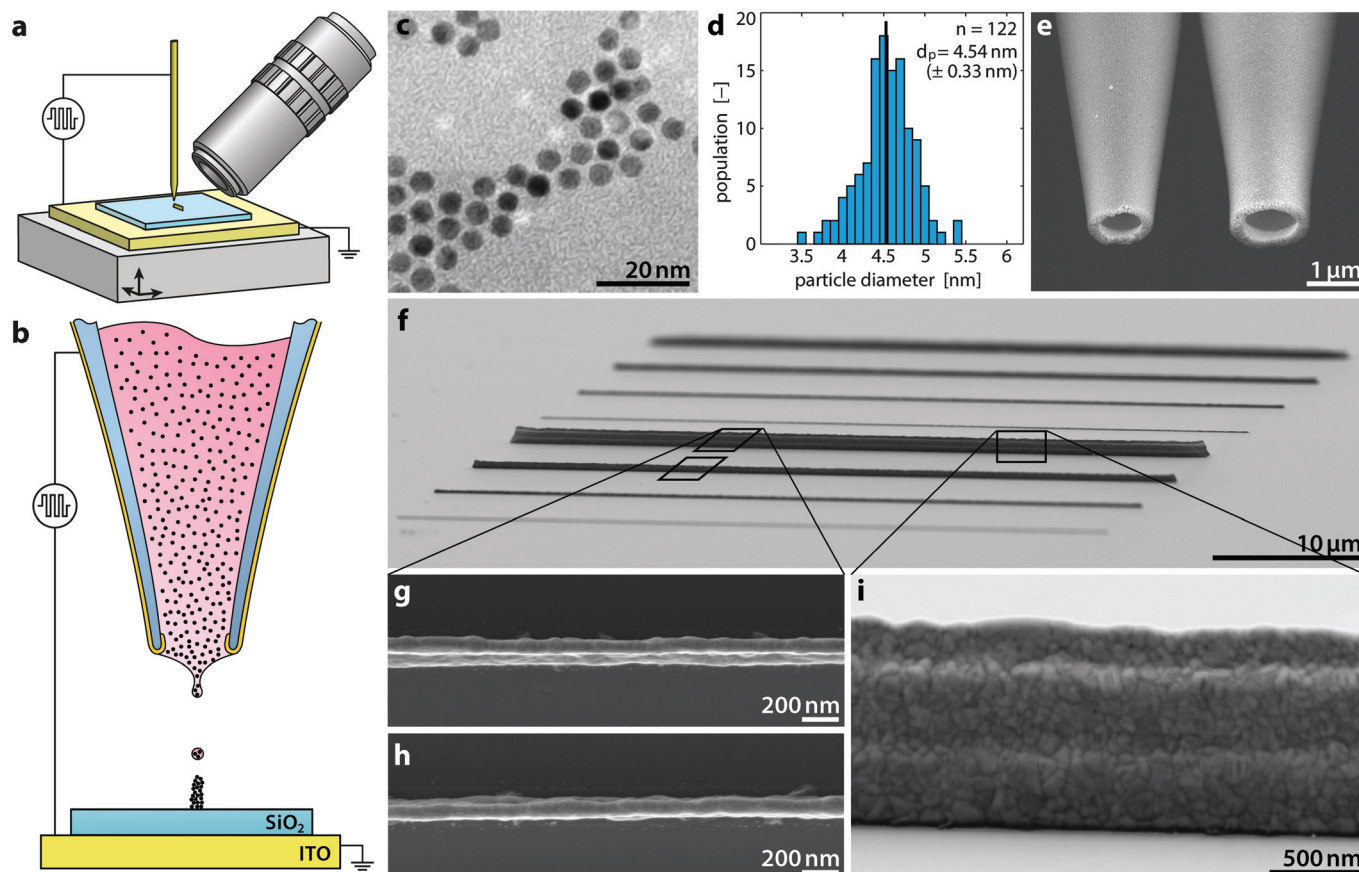 a
b
SiO₂
ITO
c
20 nm
d
n = 122
dₚ = 4.54 nm
(± 0.33 nm)
population [–]
20
15
10
5
0
3.5 4 4.5 5 5.5 6
particle diameter [nm]
e
1 µm
f
10 µm
g
200 nm
h
200 nm
i
500 nm